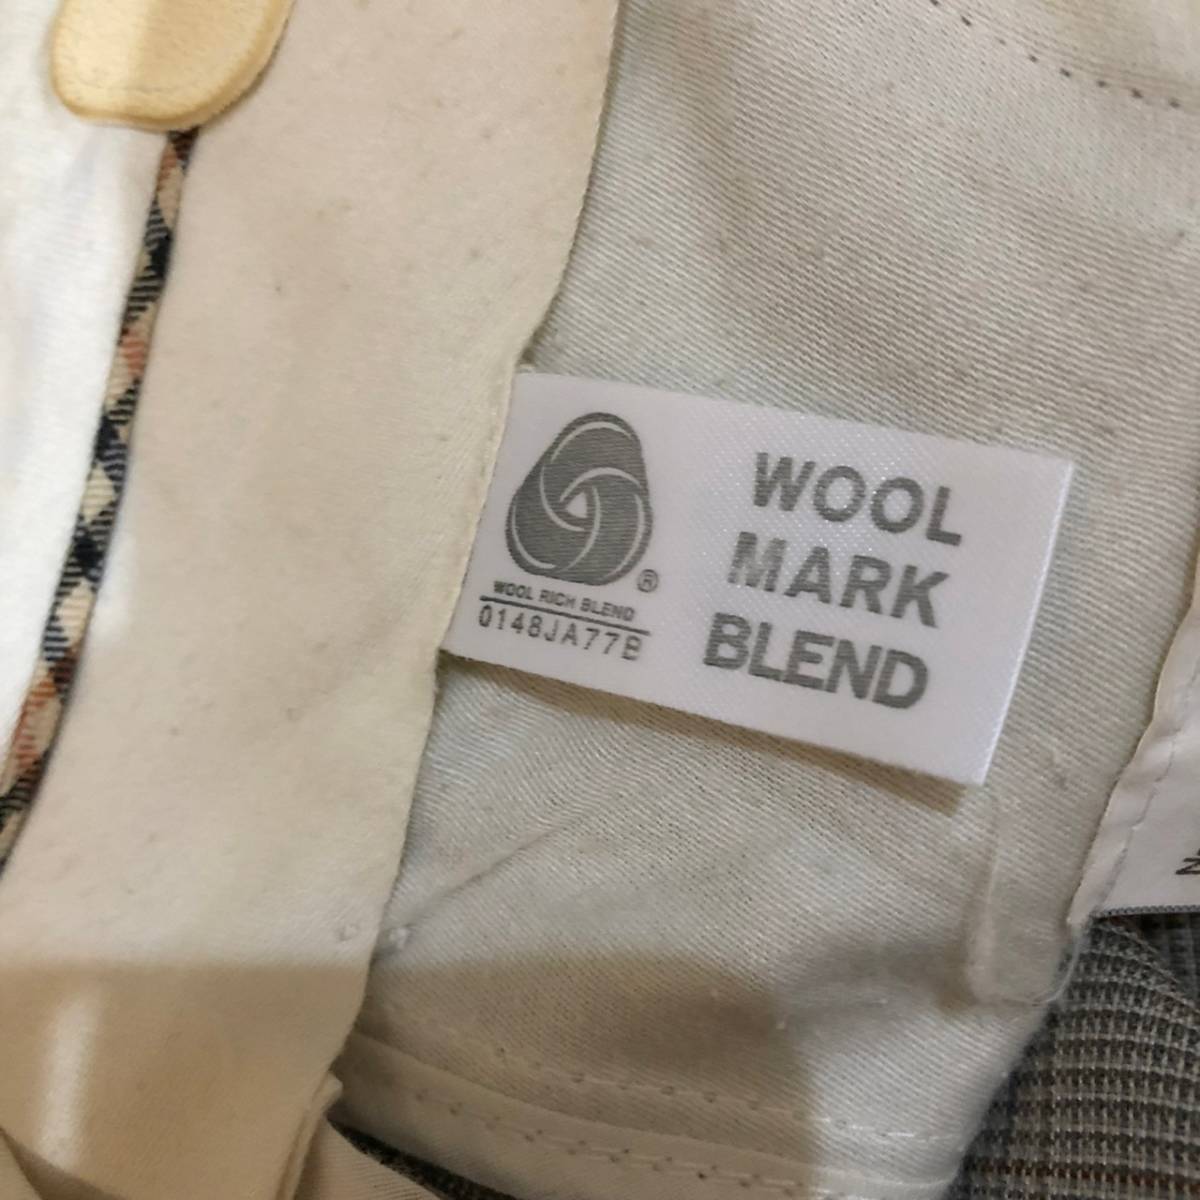 WOOL
MARK
BLEND
®
WOOL RICH BLEND
0148JA77B